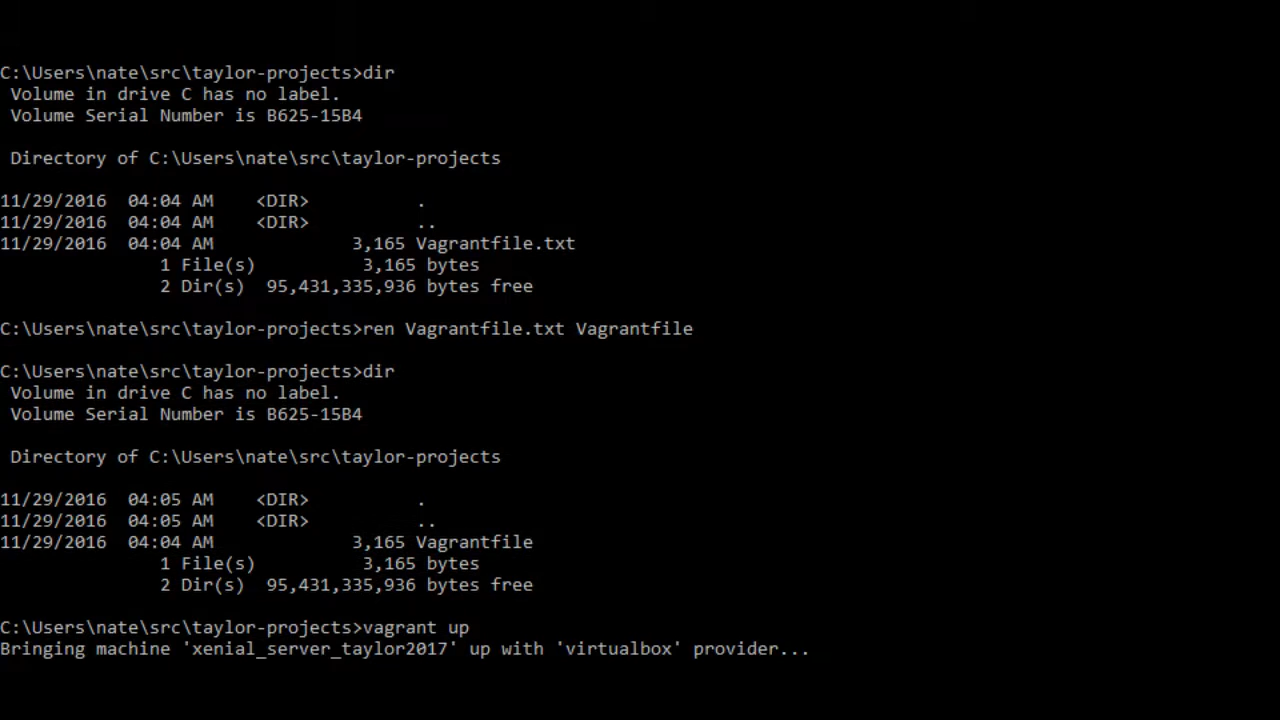 C:\Users\nate\src\taylor-projects>dir
 Volume in drive C has no label.
 Volume Serial Number is B625-15B4

 Directory of C:\Users\nate\src\taylor-projects

11/29/2016  04:04 AM    <DIR>          .
11/29/2016  04:04 AM    <DIR>          ..
11/29/2016  04:04 AM             3,165 Vagrantfile.txt
               1 File(s)          3,165 bytes
               2 Dir(s)  95,431,335,936 bytes free

C:\Users\nate\src\taylor-projects>ren Vagrantfile.txt Vagrantfile

C:\Users\nate\src\taylor-projects>dir
 Volume in drive C has no label.
 Volume Serial Number is B625-15B4

 Directory of C:\Users\nate\src\taylor-projects

11/29/2016  04:05 AM    <DIR>          .
11/29/2016  04:05 AM    <DIR>          ..
11/29/2016  04:04 AM             3,165 Vagrantfile
               1 File(s)          3,165 bytes
               2 Dir(s)  95,431,335,936 bytes free

C:\Users\nate\src\taylor-projects>vagrant up
Bringing machine 'xenial_server_taylor2017' up with 'virtualbox' provider...